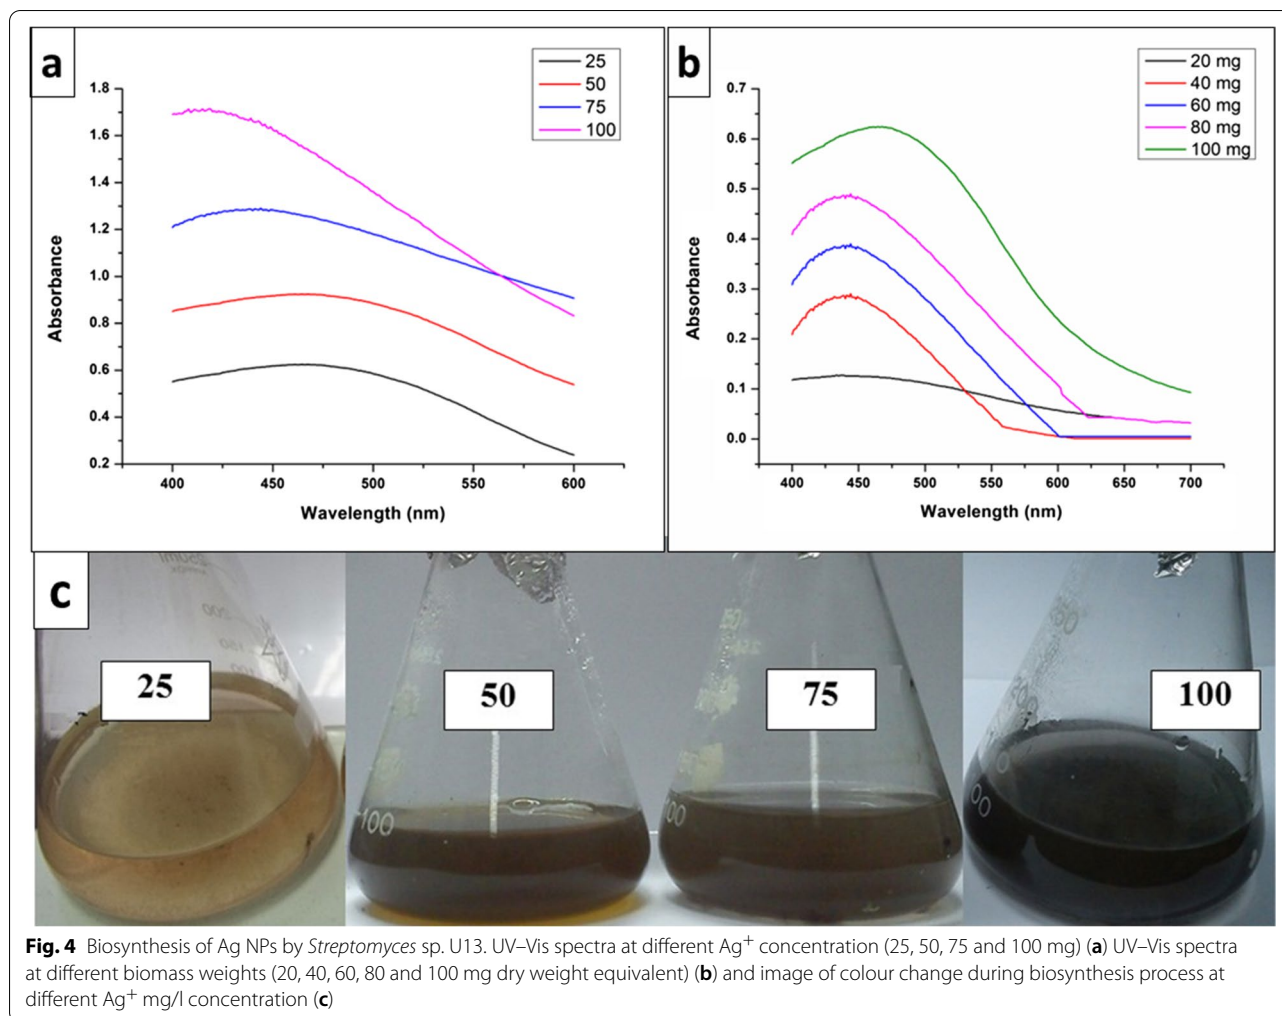 a
25
50
75
100
1.8
1.6
1.4
1.2
1.0
0.8
0.6
0.4
0.2
Absorbance
400 450 500 550 600
Wavelength (nm)
b
20 mg
40 mg
60 mg
80 mg
100 mg
0.7
0.6
0.5
0.4
0.3
0.2
0.1
0.0
Absorbance
400 450 500 550 600 650 700
Wavelength (nm)
c
250ml
200
150
100
25
50
100
75
100
Fig. 4 Biosynthesis of Ag NPs by Streptomyces sp. U13. UV–Vis spectra at different Ag⁺ concentration (25, 50, 75 and 100 mg) (a) UV–Vis spectra
at different biomass weights (20, 40, 60, 80 and 100 mg dry weight equivalent) (b) and image of colour change during biosynthesis process at
different Ag⁺ mg/l concentration (c)